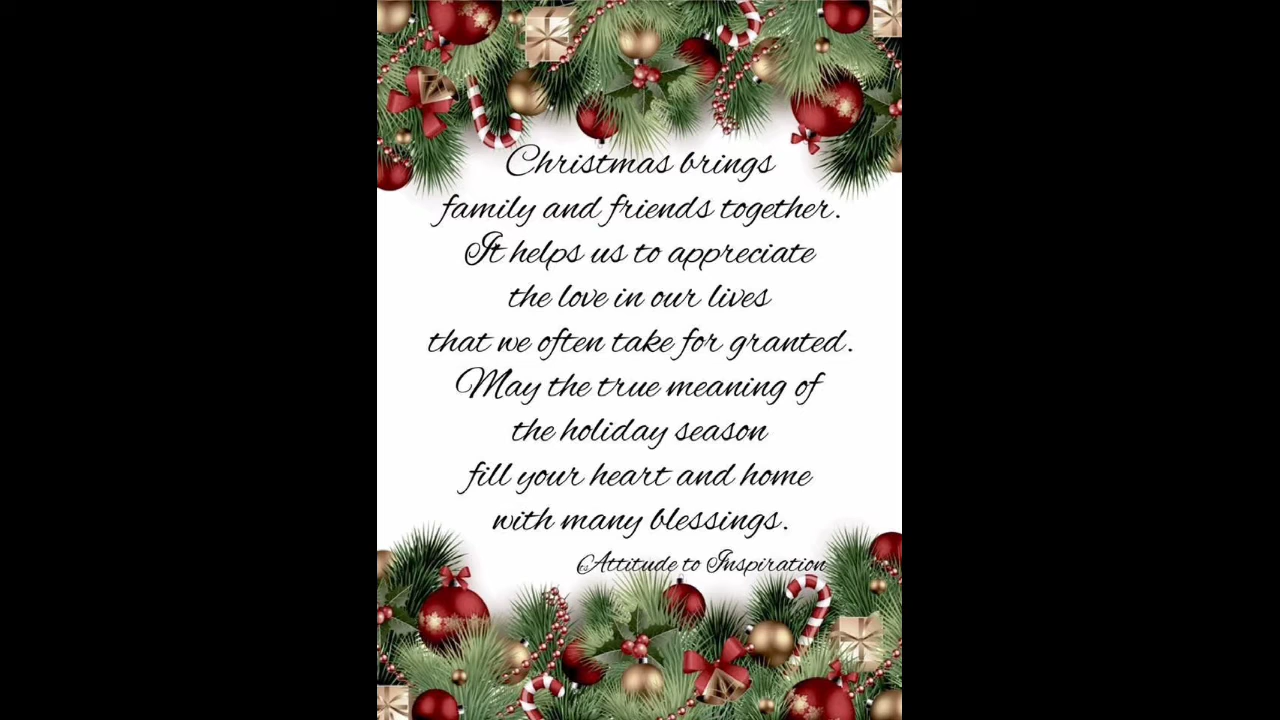 Christmas brings
family and friends together.
It helps us to appreciate
the love in our lives
that we often take for granted.
May the true meaning of
the holiday season
fill your heart and home
with many blessings.
Attitude to Inspiration